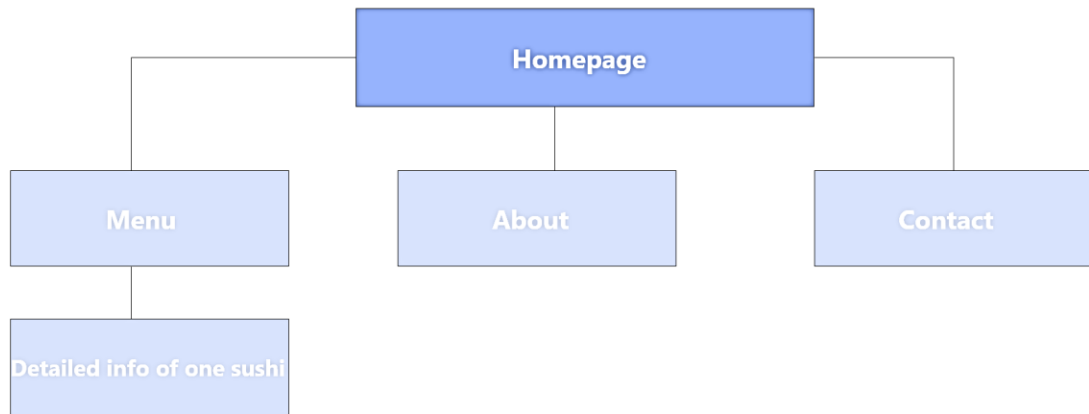 Homepage
Menu
About
Contact
Detailed info of one sushi